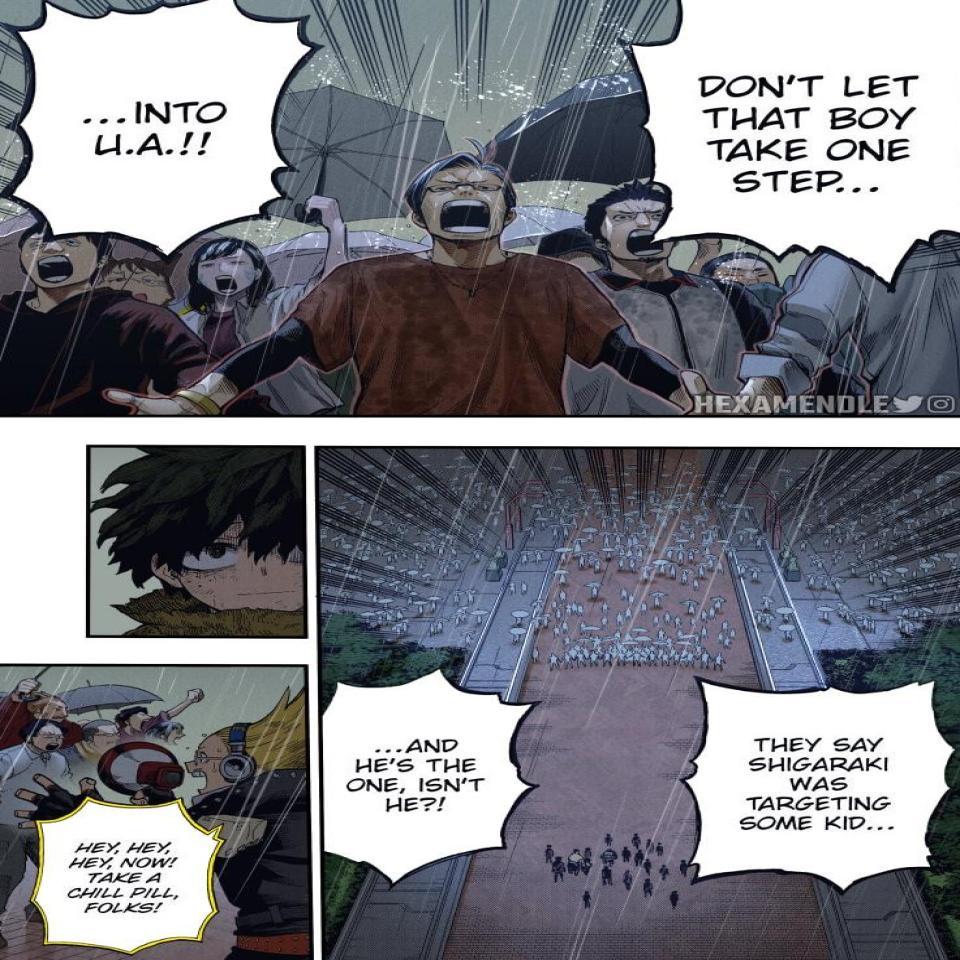 DON'T LET
THAT BOY
TAKE ONE
STEP...
...INTO
U.A.!!
HEXAMENDLE
THEY SAY
SHIGARAKI
WAS
TARGETING
SOME KID...
...AND
HE'S THE
ONE, ISN'T
HE?!
HEY, HEY,
HEY, NOW!
TAKE A
CHILL PILL,
FOLKS!